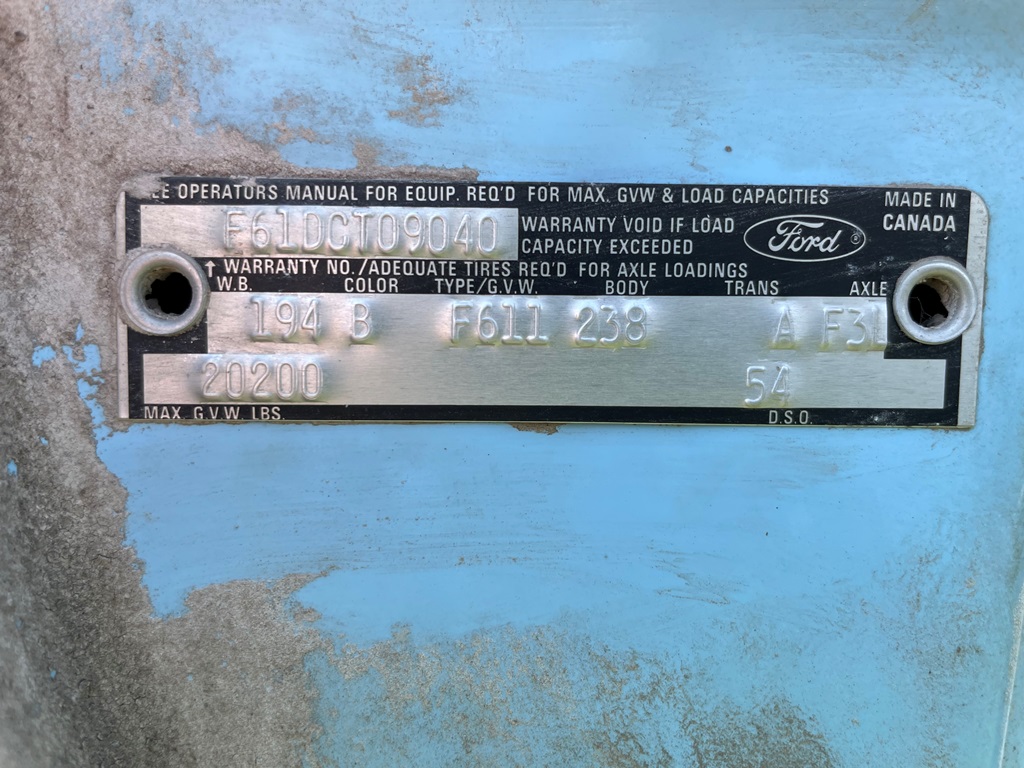 E OPERATORS MANUAL FOR EQUIP. REQ'D FOR MAX. GVW & LOAD CAPACITIES
MADE IN
CANADA
F61DCT09040
WARRANTY VOID IF LOAD
CAPACITY EXCEEDED
Ford ®
↑ WARRANTY NO./ADEQUATE TIRES REQ'D FOR AXLE LOADINGS
W.B. COLOR TYPE/G.V.W. BODY TRANS AXLE
194 B F611 238 A F31
20200 54
MAX. G.V.W. LBS. D.S.O.